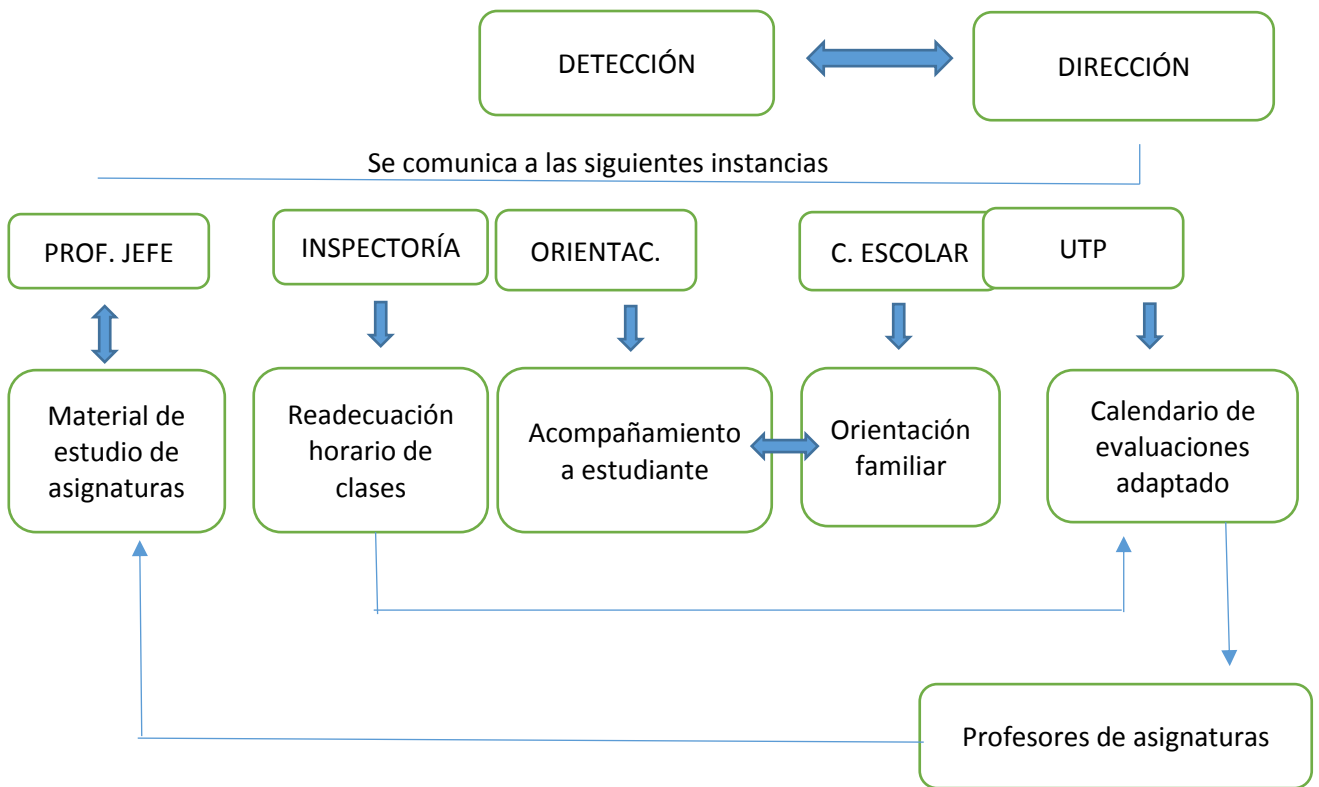 DETECCIÓN
DIRECCIÓN
Se comunica a las siguientes instancias
PROF. JEFE
INSPECTORÍA
ORIENTAC.
C. ESCOLAR
UTP
Material de
estudio de
asignaturas
Readecuación
horario de
clases
Acompañamiento
a estudiante
Orientación
familiar
Calendario de
evaluaciones
adaptado
Profesores de asignaturas